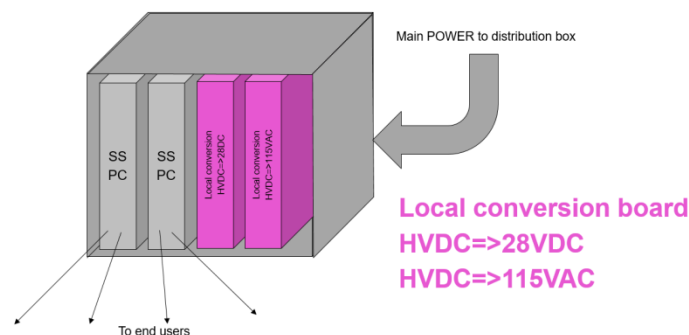 Main POWER to distribution box
SS
PC
SS
PC
Local conversion
HVDC=>28DC
Local conversion
HVDC=>115VAC
Local conversion board
HVDC=>28VDC
HVDC=>115VAC
To end users